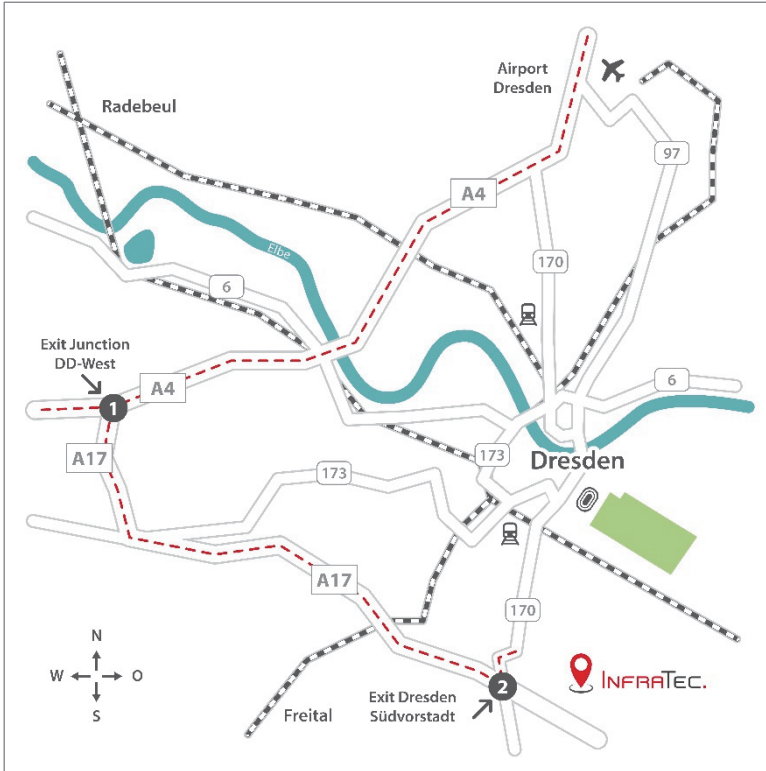 Airport
Dresden
Radebeul
97
A4
Elbe
170
6
Exit Junction
DD-West
A4
6
1
A17
173
Dresden
173
A17
170
N
W
O
S
2
INFRATEC.
Exit Dresden
Südvorstadt
Freital